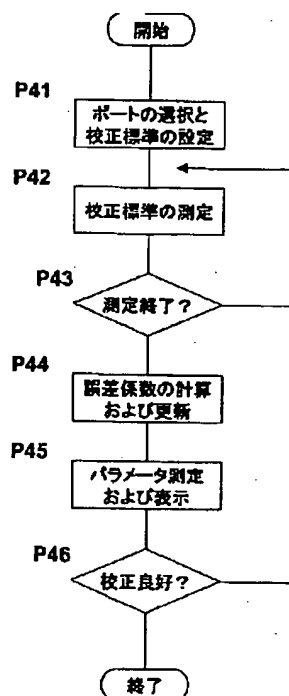 開始
P41
ポートの選択と
校正標準の設定
P42
校正標準の測定
P43
測定終了?
P44
誤差係数の計算
および更新
P45
パラメータ測定
および表示
P46
校正良好?
終了